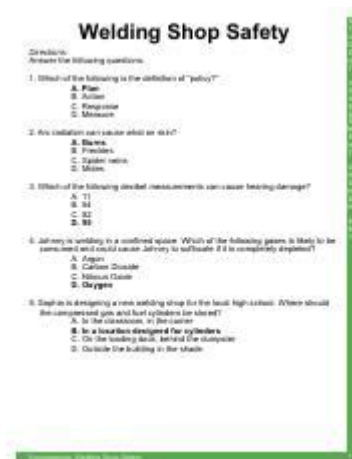 Welding Shop Safety
Directions:
Answer the following questions.
1. Which of the following is the definition of "policy?"
A. Plan
B. Action
C. Response
D. Measure
2. Arc radiation can cause what on skin?
A. Burns
B. Freckles
C. Spider veins
D. Moles
3. Which of the following decibel measurements can cause hearing damage?
A. 71
B. 84
C. 82
D. 90
4. Johnny is welding in a confined space. Which of the following gases is likely to be
consumed and could cause Johnny to suffocate if it is completely depleted?
A. Argon
B. Carbon Dioxide
C. Nitrous Oxide
D. Oxygen
5. Sophie is designing a new welding shop for the local high school. Where should
the compressed gas and fuel cylinders be stored?
A. In the classroom, in the corner
B. In a location designed for cylinders
C. On the loading dock, behind the dumpster
D. Outside the building in the shade